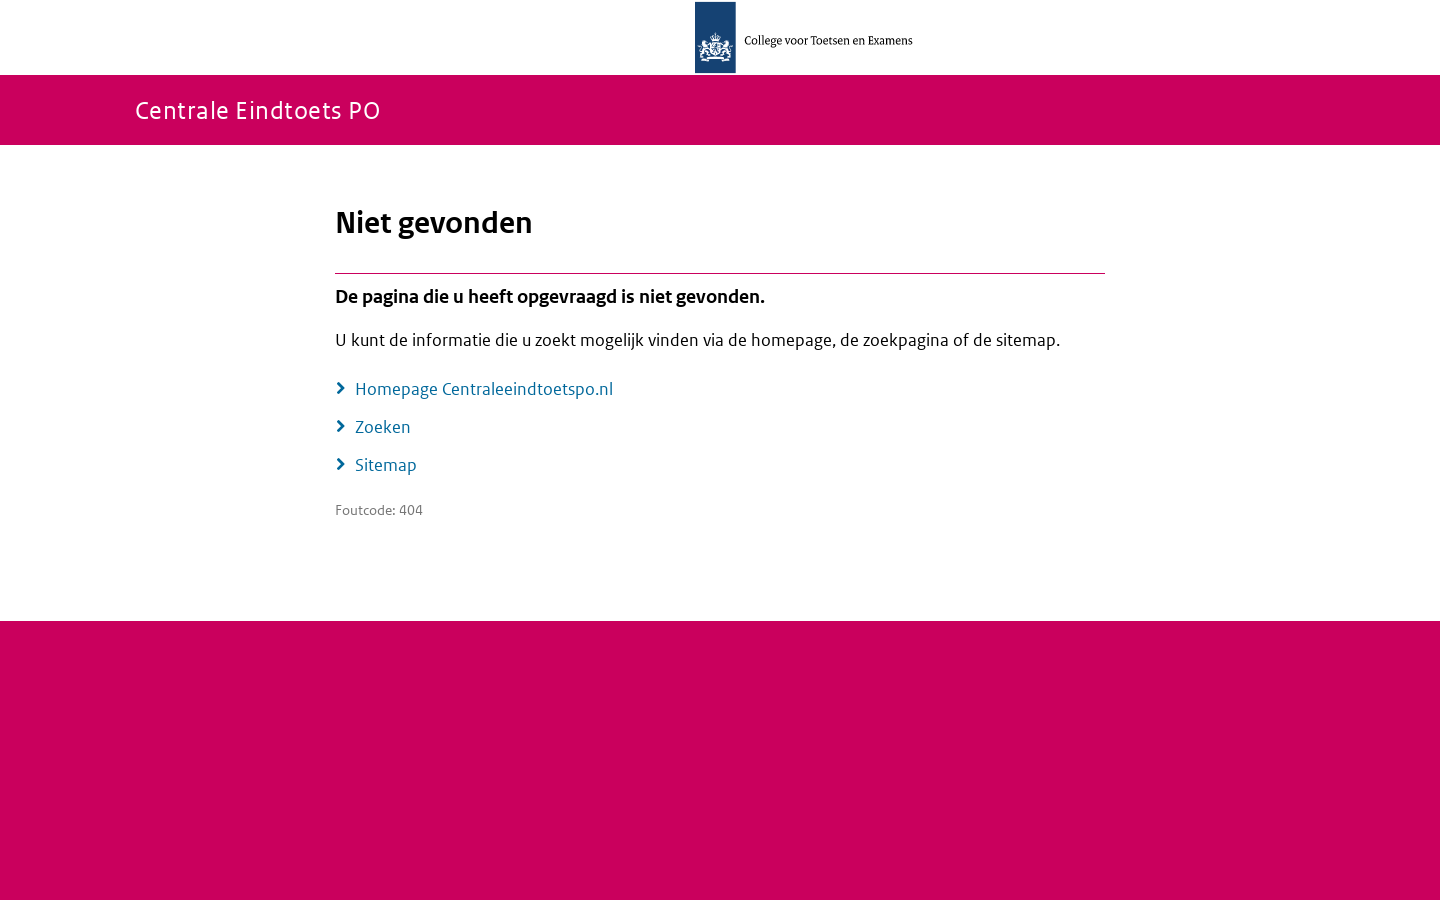 College voor Toetsen en Examens
Centrale Eindtoets PO
Niet gevonden
De pagina die u heeft opgevraagd is niet gevonden.
U kunt de informatie die u zoekt mogelijk vinden via de homepage, de zoekpagina of de sitemap.
Homepage Centraleeindtoetspo.nl
Zoeken
Sitemap
Foutcode: 404